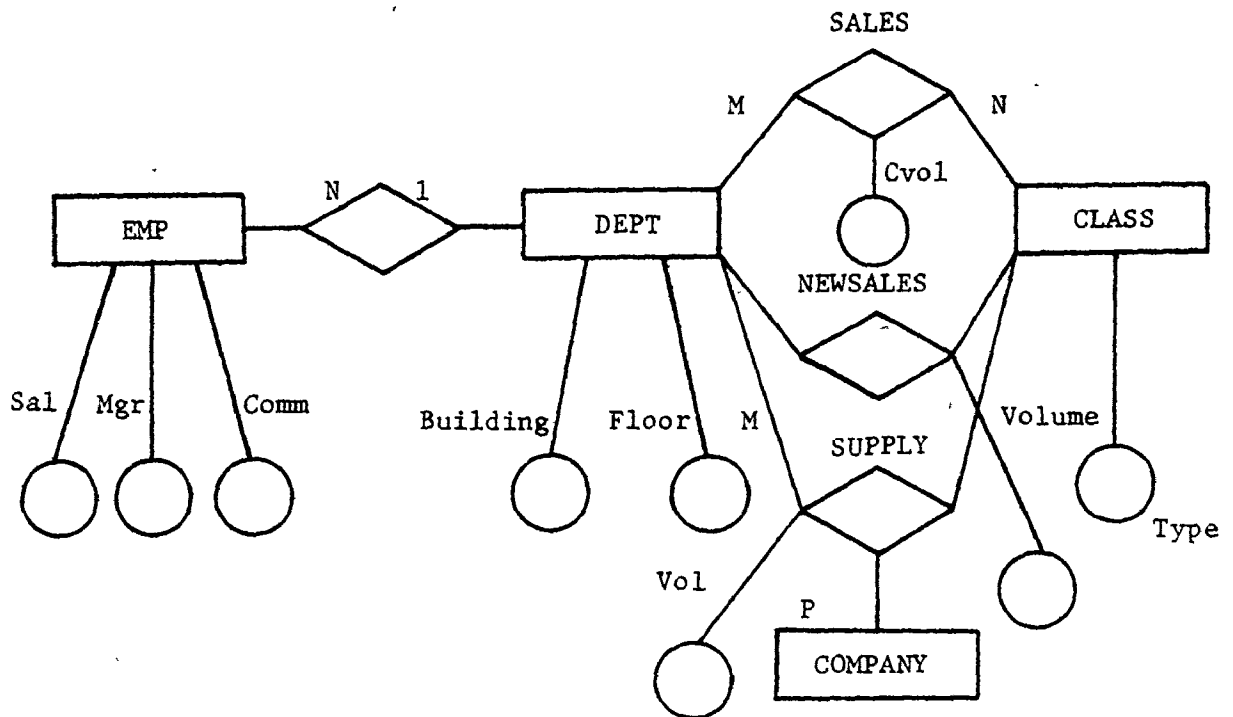 SALES
M
N
Cvol
N
1
EMP
DEPT
CLASS
NEWSALES
Sal
Mgr
Comm
Building
Floor
M
Volume
SUPPLY
Type
Vol
P
COMPANY